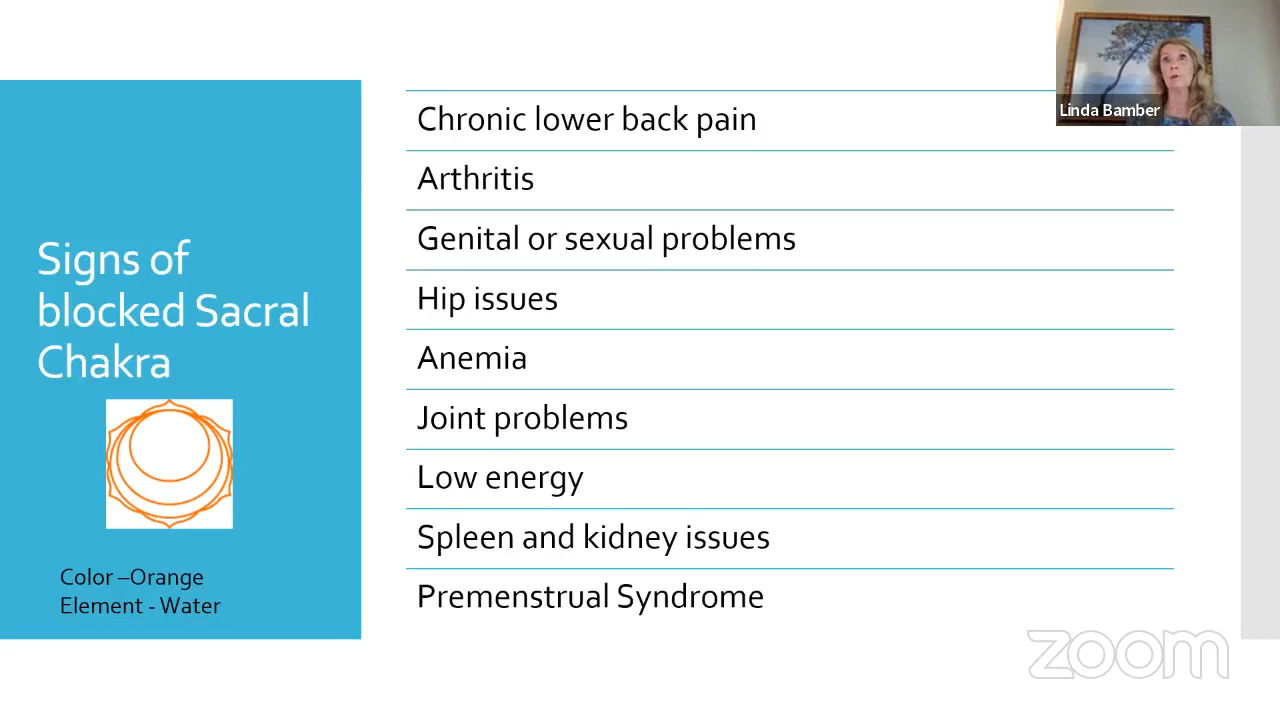 Signs of
blocked Sacral
Chakra
Color –Orange
Element - Water
Chronic lower back pain
Arthritis
Genital or sexual problems
Hip issues
Anemia
Joint problems
Low energy
Spleen and kidney issues
Premenstrual Syndrome
Linda Bamber
zoom